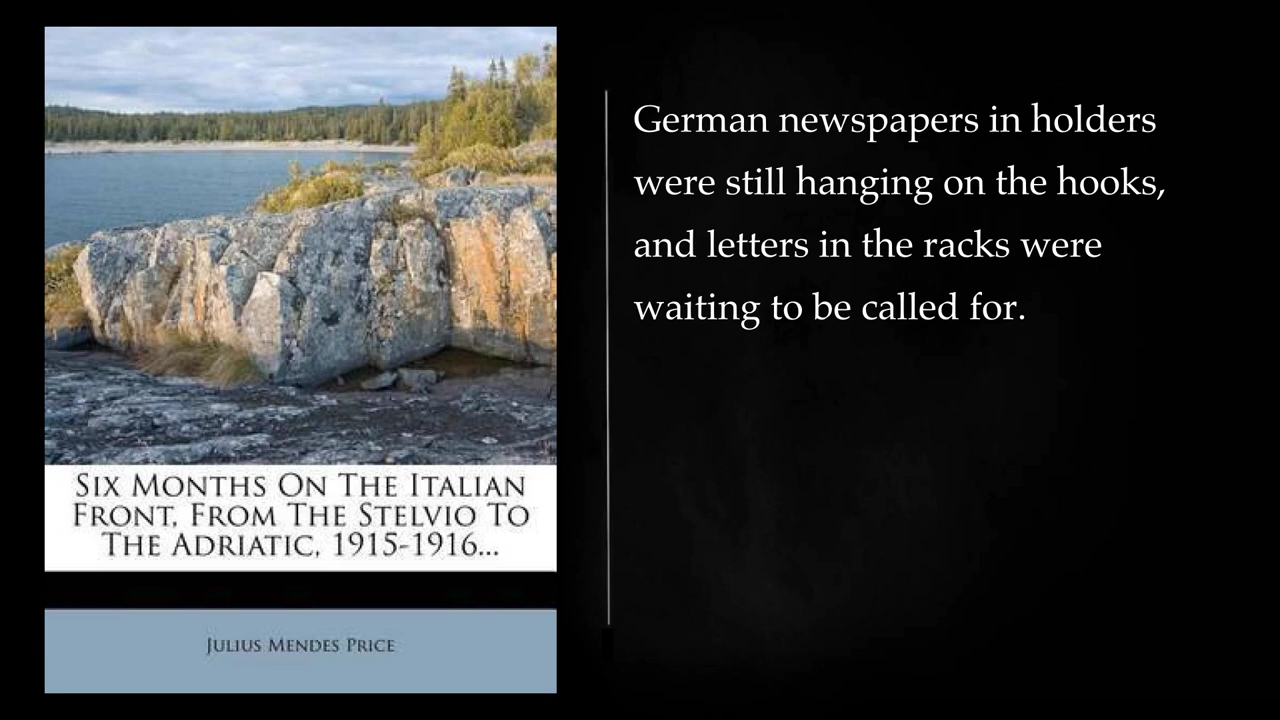 Six Months On The Italian
Front, From The Stelvio To
The Adriatic, 1915-1916...
Julius Mendes Price
German newspapers in holders
were still hanging on the hooks,
and letters in the racks were
waiting to be called for.